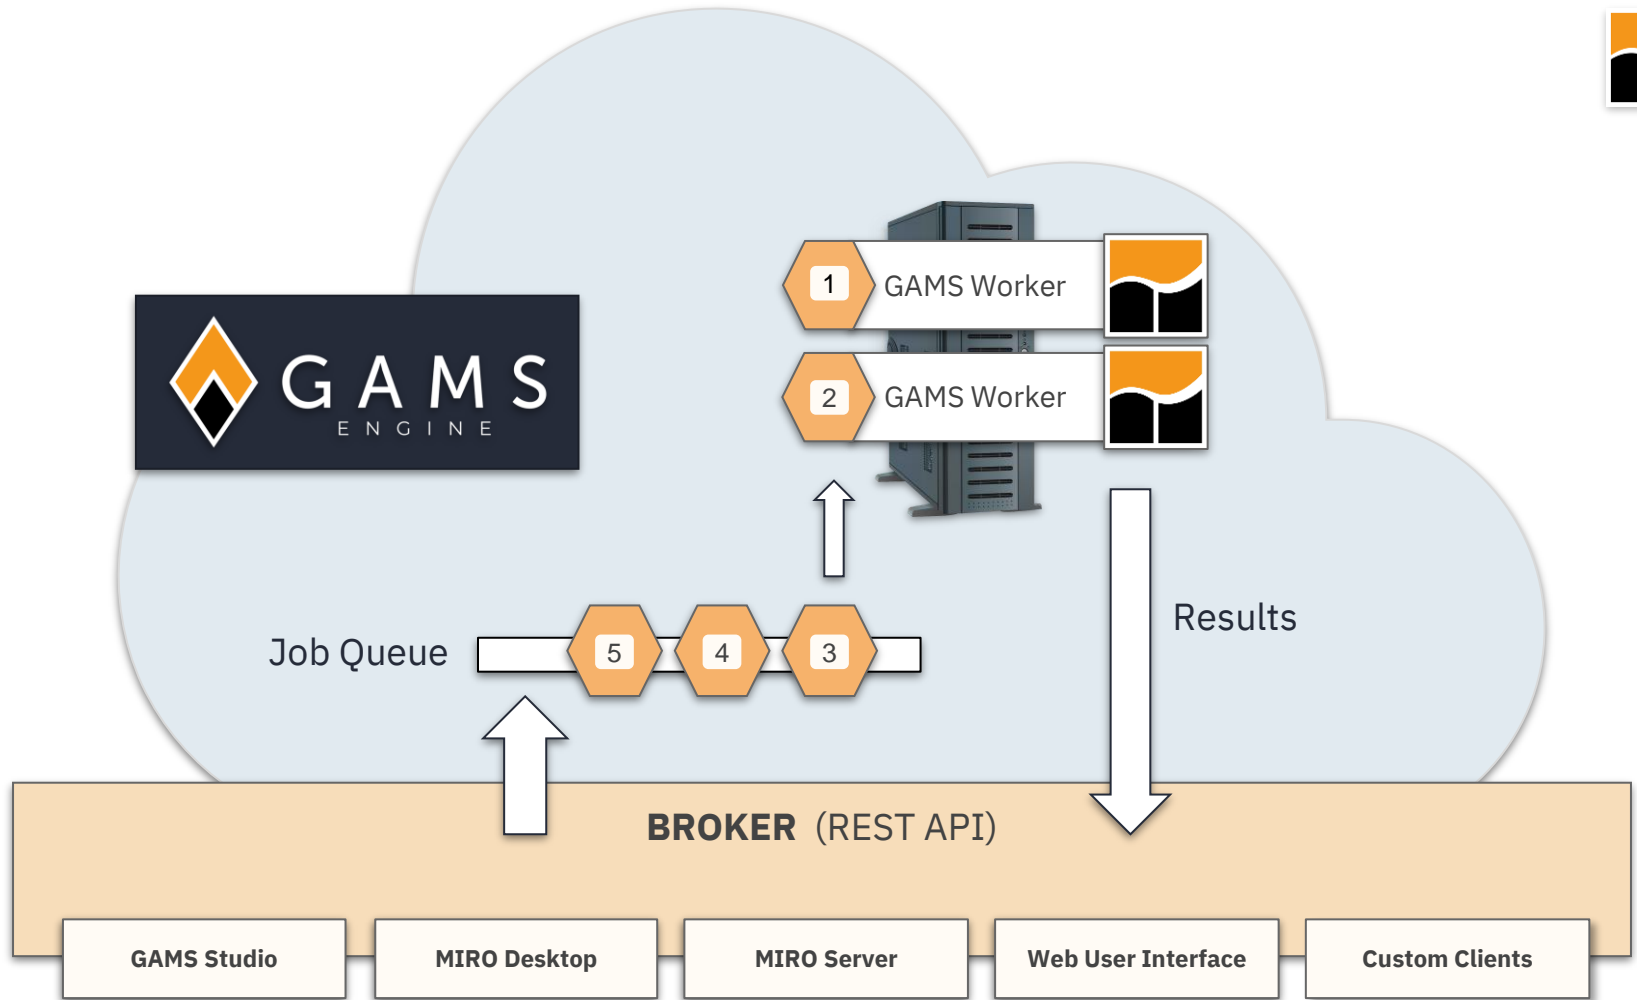 1
GAMS Worker
GAMS
ENGINE
2
GAMS Worker
Results
Job Queue
5
4
3
BROKER (REST API)
GAMS Studio
MIRO Desktop
MIRO Server
Web User Interface
Custom Clients